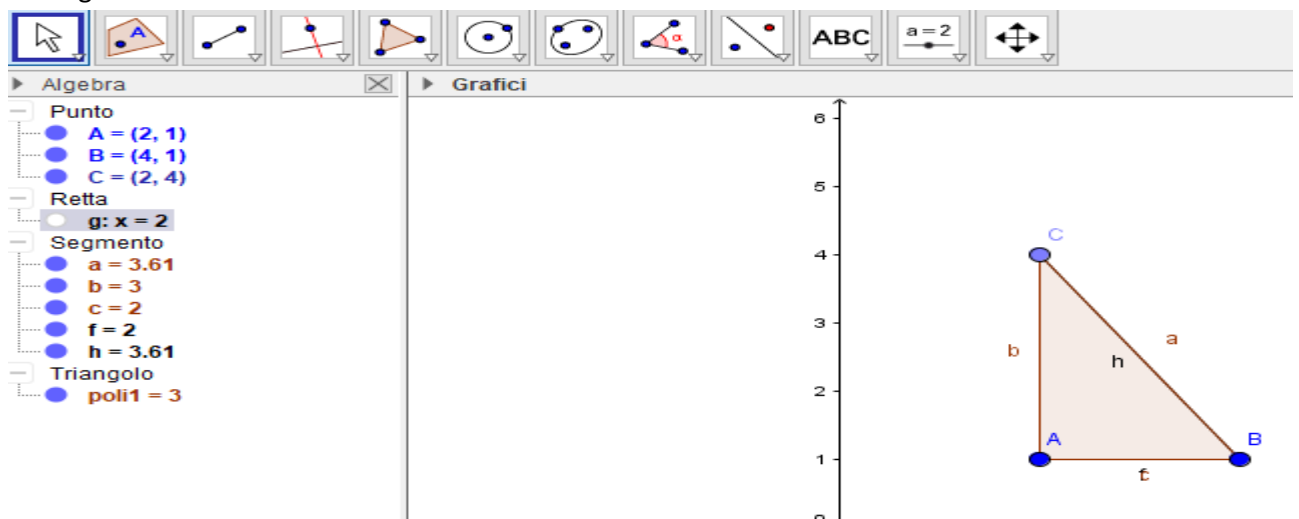 A
α
ABC
a = 2
Algebra
Grafici
Punto
A = (2, 1)
B = (4, 1)
C = (2, 4)
Retta
g: x = 2
Segmento
a = 3.61
b = 3
c = 2
f = 2
h = 3.61
Triangolo
poli1 = 3
6
5
C
4
3
a
b
h
2
A
B
1